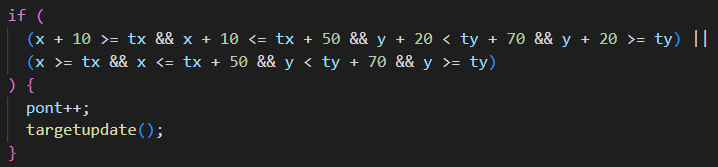 if (
(x + 10 >= tx && x + 10 <= tx + 50 && y + 20 < ty + 70 && y + 20 >= ty) ||
(x >= tx && x <= tx + 50 && y < ty + 70 && y >= ty)
) {
pont++;
targetupdate();
}